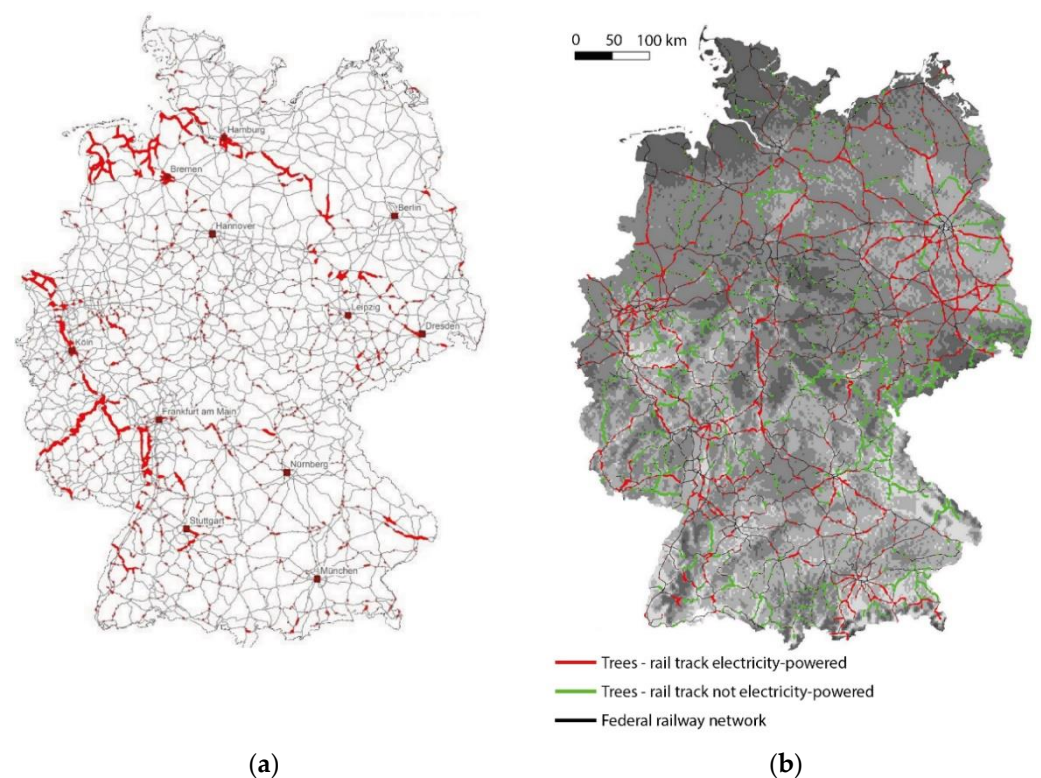 Hamburg
Bremen
Berlin
Hannover
Leipzig
Dresden
Köln
Frankfurt am Main
Nürnberg
Stuttgart
München
0 50 100 km
Trees - rail track electricity-powered
Trees - rail track not electricity-powered
Federal railway network
(a)
(b)